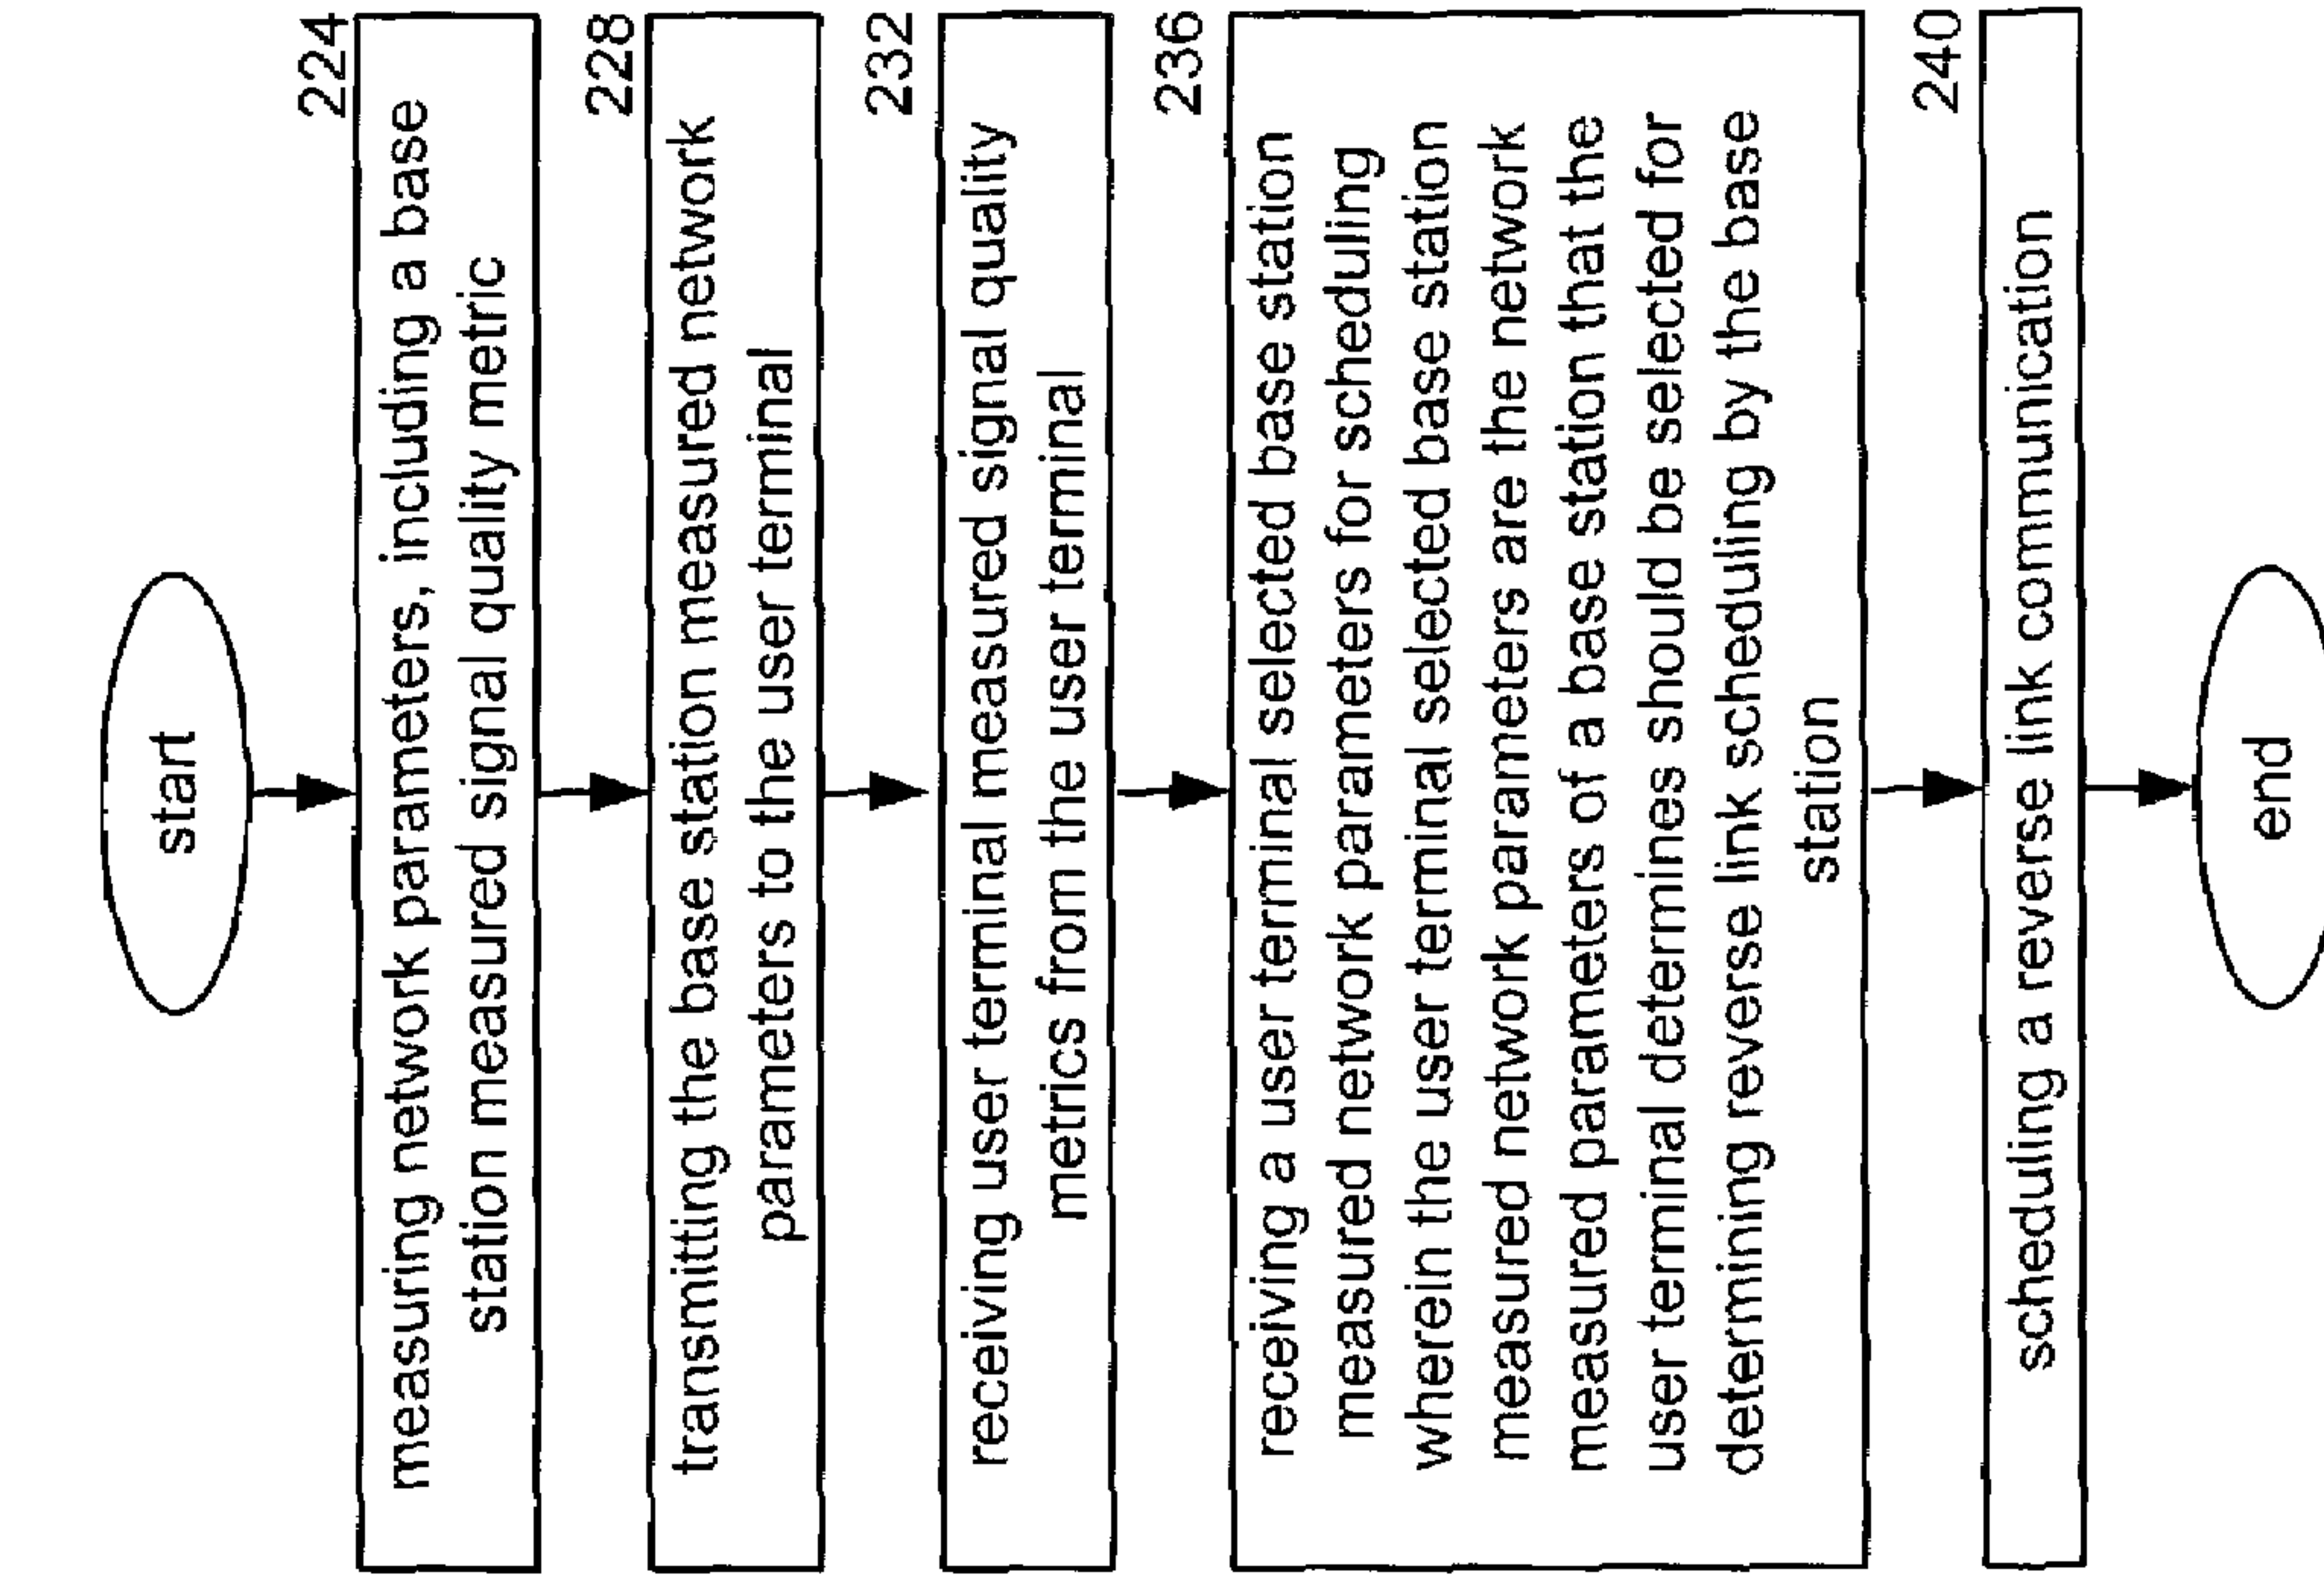 start
224
measuring network parameters, including a base
station measured signal quality metric
228
transmitting the base station measured network
parameters to the user terminal
232
receiving user terminal measured signal quality
metrics from the user terminal
236
receiving a user terminal selected base station
measured network parameters for scheduling
wherein the user terminal selected base station
measured network parameters are the network
measured parameters of a base station that the
user terminal determines should be selected for
determining reverse link scheduling by the base
station
240
scheduling a reverse link communication
end